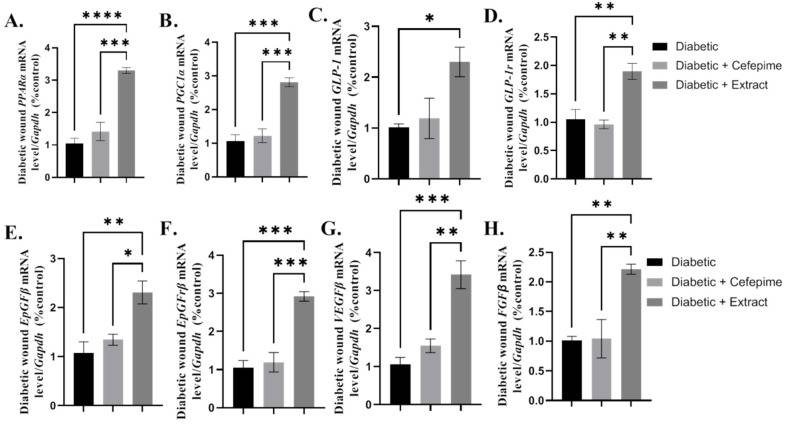 A.
****
***
Diabetic wound PPARα mRNA
level/Gapdh (%control)
4
3
2
1
0
B.
***
***
Diabetic wound PGC1α mRNA
level/Gapdh (%control)
4
3
2
1
0
C.
*
Diabetic wound GLP-1 mRNA
level/Gapdh (%control)
3
2
1
0
D.
**
**
Diabetic wound GLP-1r mRNA
level/Gapdh (%control)
2.5
2.0
1.5
1.0
0.5
0.0
Diabetic
Diabetic + Cefepime
Diabetic + Extract
E.
**
*
Diabetic wound EpGFβ mRNA
level/Gapdh (%control)
3
2
1
0
F.
***
***
Diabetic wound EpGFrβ mRNA
level/Gapdh (%control)
4
3
2
1
0
G.
***
**
Diabetic wound VEGFβ mRNA
level/Gapdh (%control)
4
3
2
1
0
H.
**
**
Diabetic wound FGFβ mRNA
level/Gapdh (%control)
2.5
2.0
1.5
1.0
0.5
0.0
Diabetic
Diabetic + Cefepime
Diabetic + Extract